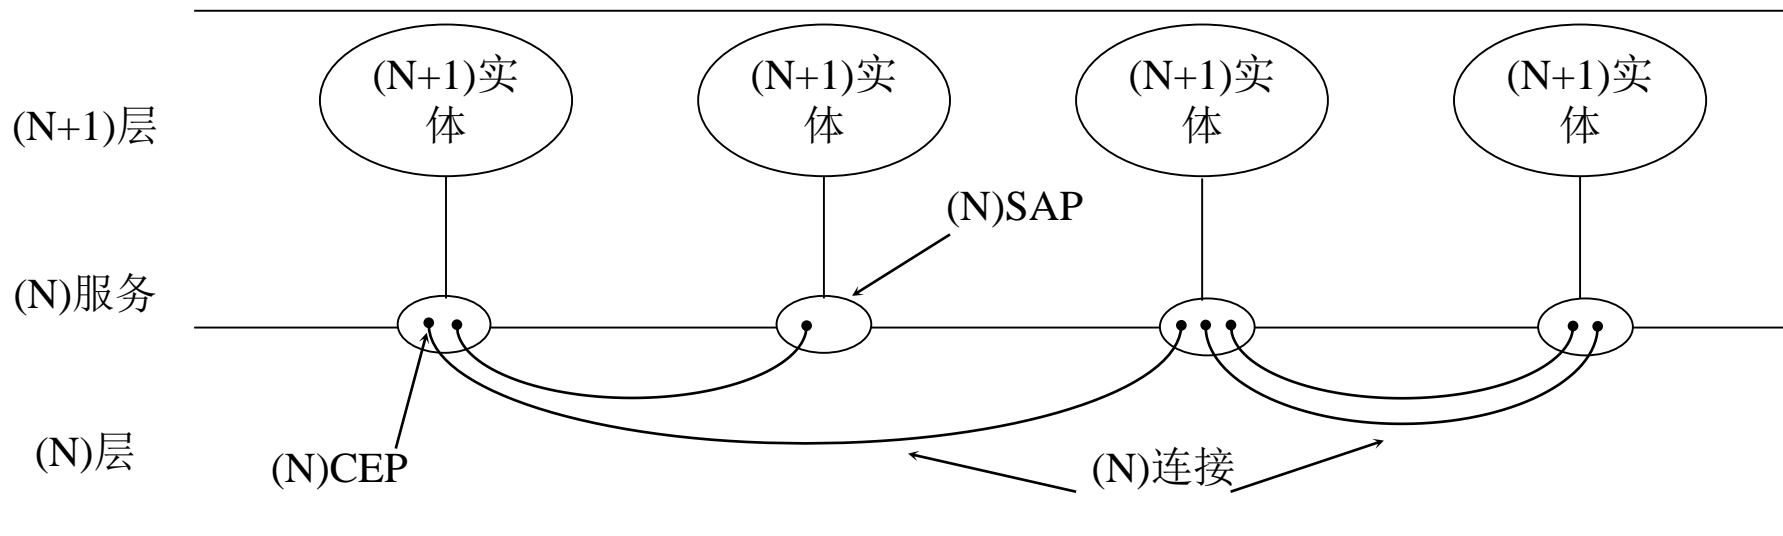 (N+1)实
体
(N+1)实
体
(N+1)实
体
(N+1)实
体
(N+1)层
(N)SAP
(N)服务
(N)层
(N)CEP
(N)连接